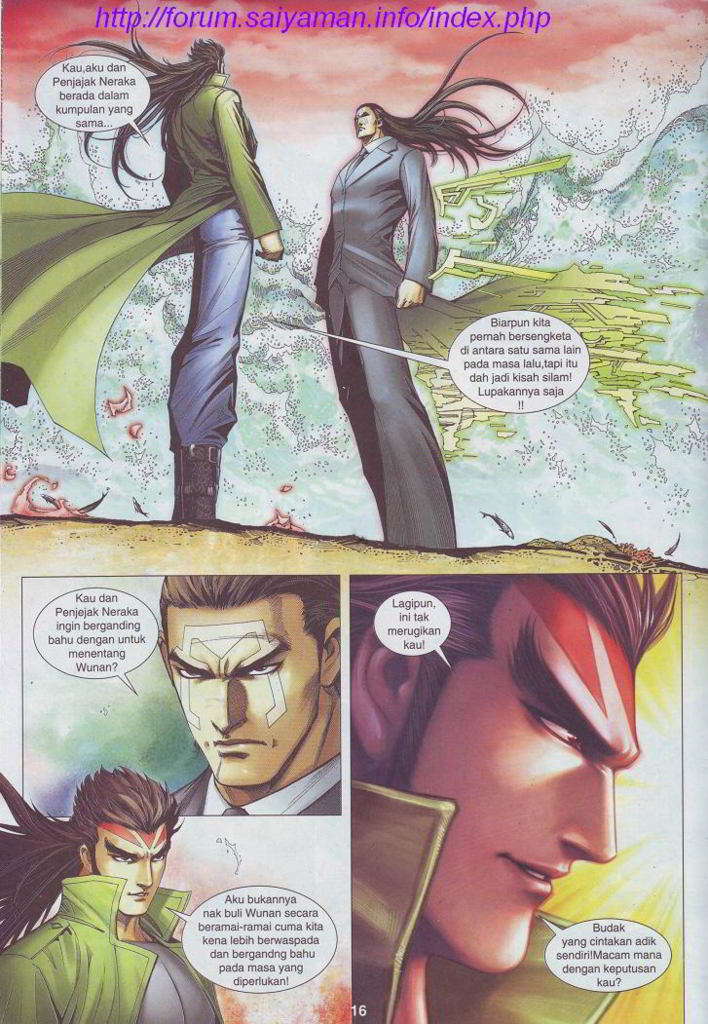 http://forum.saiyaman.info/index.php
Kau,aku dan
Penjajak Neraka
berada dalam
kumpulan yang
sama...
Biarpun kita
pernah bersengketa
di antara satu sama lain
pada masa lalu,tapi itu
dah jadi kisah silam!
Lupakannya saja
!!
Kau dan
Penjejak Neraka
ingin berganding
bahu dengan untuk
menentang
Wunan?
Lagipun,
ini tak
merugikan
kau!
Aku bukannya
nak buli Wunan secara
beramai-ramai cuma kita
kena lebih berwaspada
dan bergandng bahu
pada masa yang
diperlukan!
Budak
yang cintakan adik
sendiri!Macam mana
dengan keputusan
kau?
16